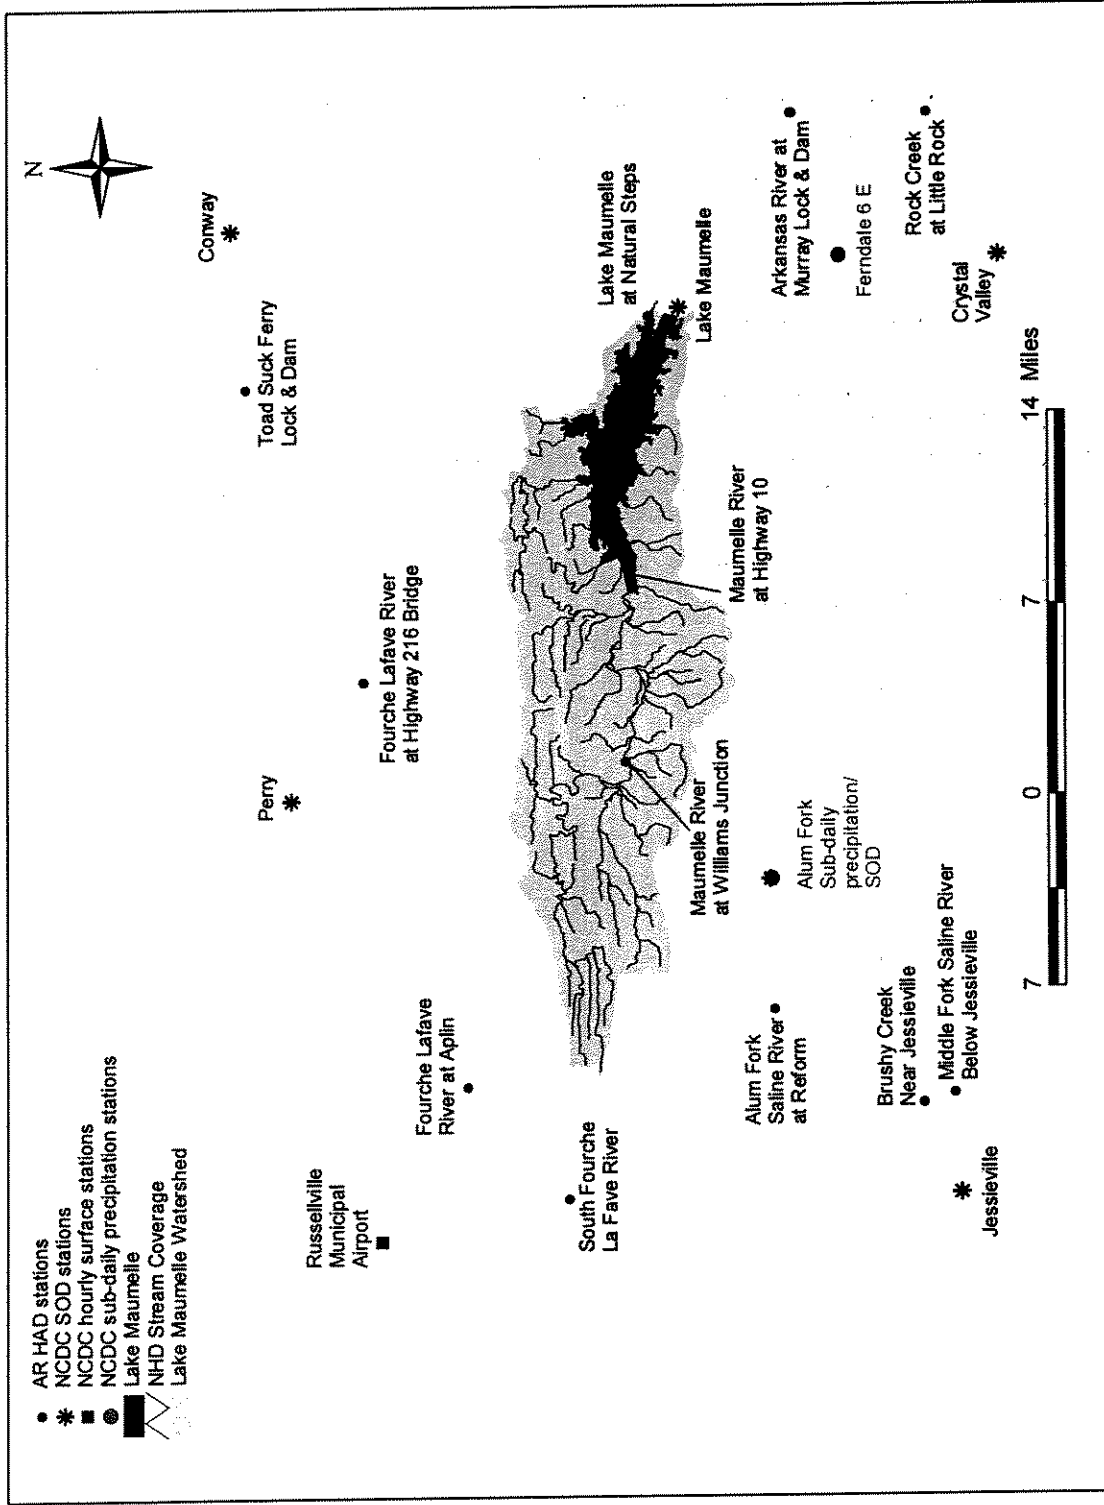 AR HAD stations
NCDC SOD stations
NCDC hourly surface stations
NCDC sub-daily precipitation stations
Lake Maumelle
NHD Stream Coverage
Lake Maumelle Watershed
N
Conway
Toad Suck Ferry
Lock & Dam
Perry
Fourche Lafave River
at Highway 216 Bridge
Russellville
Municipal
Airport
Fourche Lafave
River at Aplin
South Fourche
La Fave River
Lake Maumelle
at Natural Steps
Lake Maumelle
Maumelle River
at Highway 10
Maumelle River
at Williams Junction
Alum Fork
Sub-daily
precipitation/
SOD
Alum Fork
Saline River
at Reform
Arkansas River at
Murray Lock & Dam
Ferndale 6 E
Rock Creek
at Little Rock
Crystal
Valley
Brushy Creek
Near Jessieville
Middle Fork Saline River
Below Jessieville
Jessieville
7
0
7
14 Miles